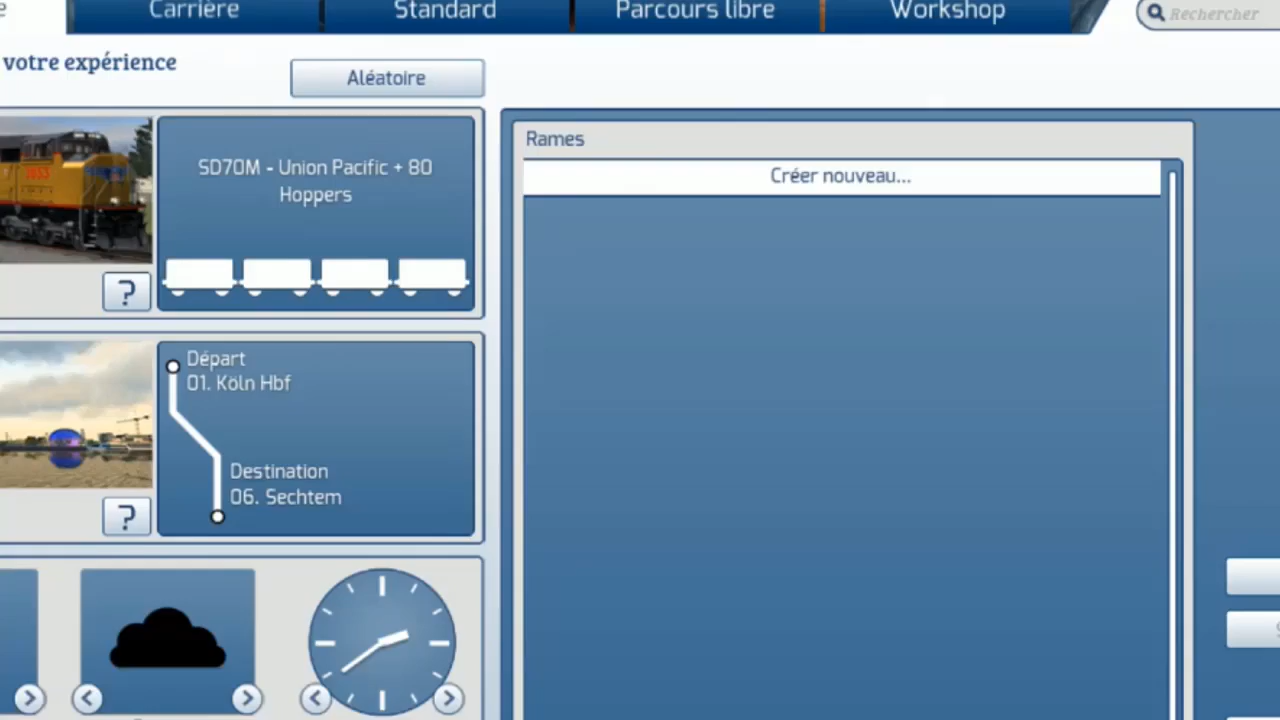 Carrière
Standard
Parcours libre
Workshop
Rechercher
votre expérience
Aléatoire
Rames
Créer nouveau...
SD70M - Union Pacific + 80
Hoppers
?
Départ
01. Köln Hbf
Destination
06. Sechtem
?